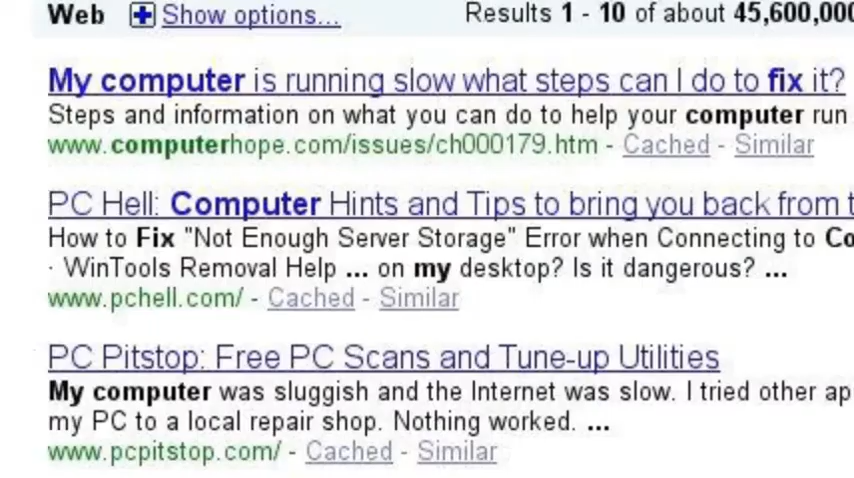 Web Show options...
Results 1 - 10 of about 45,600,000
My computer is running slow what steps can I do to fix it?
Steps and information on what you can do to help your computer run
www.computerhope.com/issues/ch000179.htm - Cached - Similar
PC Hell: Computer Hints and Tips to bring you back from t
How to Fix "Not Enough Server Storage" Error when Connecting to Co
· WinTools Removal Help ... on my desktop? Is it dangerous? ...
www.pchell.com/ - Cached - Similar
PC Pitstop: Free PC Scans and Tune-up Utilities
My computer was sluggish and the Internet was slow. I tried other ap
my PC to a local repair shop. Nothing worked. ...
www.pcpitstop.com/ - Cached - Similar